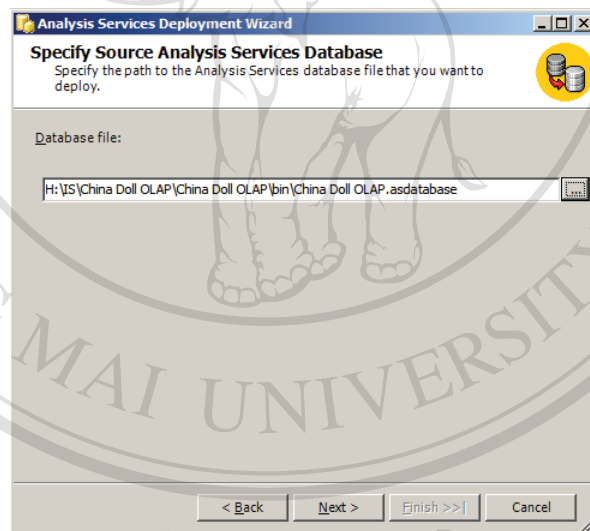 Analysis Services Deployment Wizard
Specify Source Analysis Services Database
Specify the path to the Analysis Services database file that you want to
deploy.
Database file:
H:\IS\China Doll OLAP\China Doll OLAP\bin\China Doll OLAP.asdatabase
...
MAI UNIVERSITY
< Back
Next >
Finish >>|
Cancel